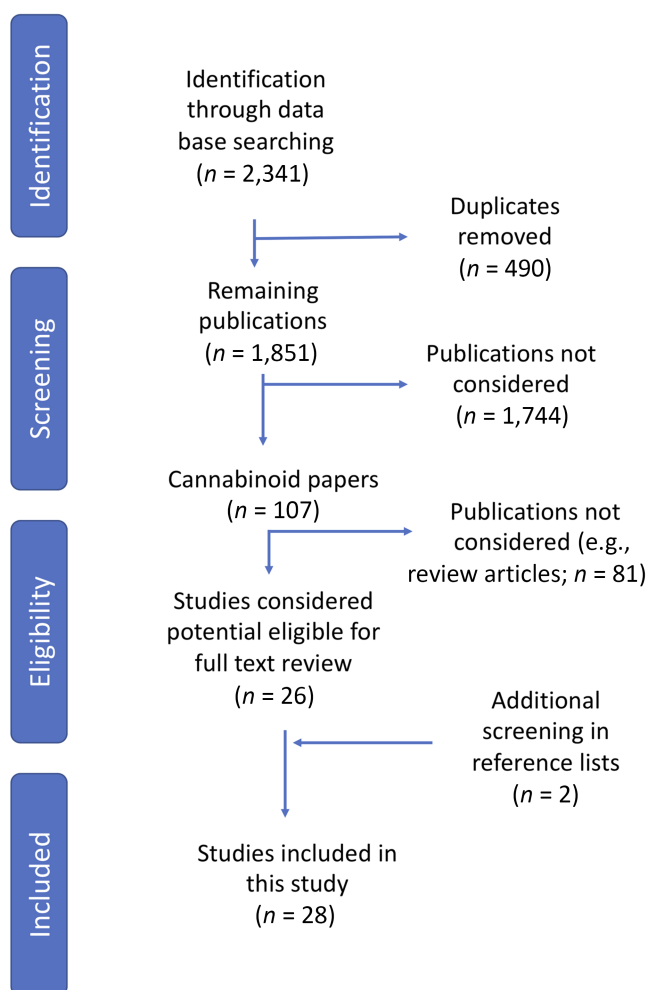 Identification
Identification
through data
base searching
(n = 2,341)
Duplicates
removed
(n = 490)
Screening
Remaining
publications
(n = 1,851)
Publications not
considered
(n = 1,744)
Cannabinoid papers
(n = 107)
Eligibility
Publications not
considered (e.g.,
review articles; n = 81)
Studies considered
potential eligible for
full text review
(n = 26)
Additional
screening in
reference lists
(n = 2)
Included
Studies included in
this study
(n = 28)